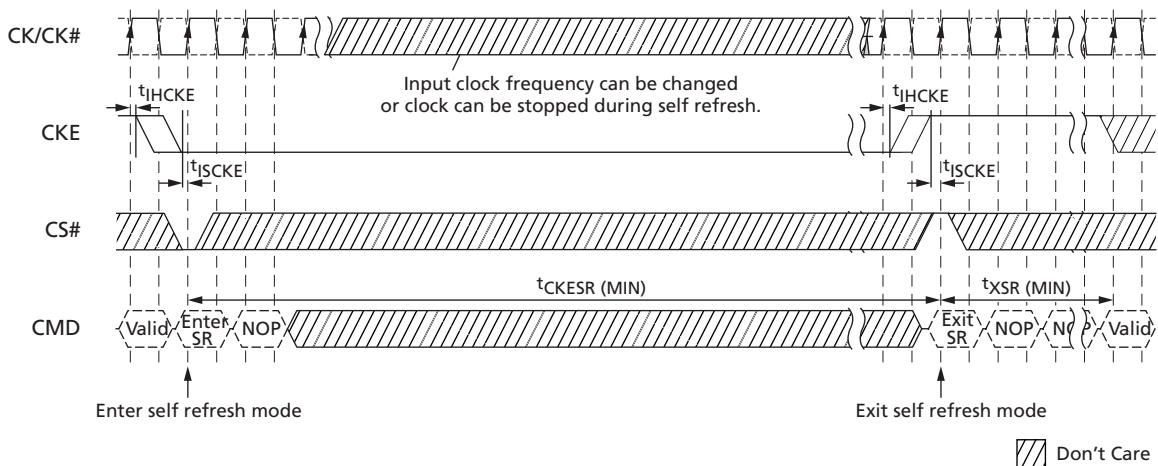 CK/CK#
Input clock frequency can be changed
or clock can be stopped during self refresh.
tIHCKE
tIHCKE
CKE
tISCKE
tISCKE
CS#
tCKESR (MIN)
tXSR (MIN)
CMD
Valid
Enter
SR
NOP
Exit
SR
NOP
NOP
Valid
Enter self refresh mode
Exit self refresh mode
Don't Care